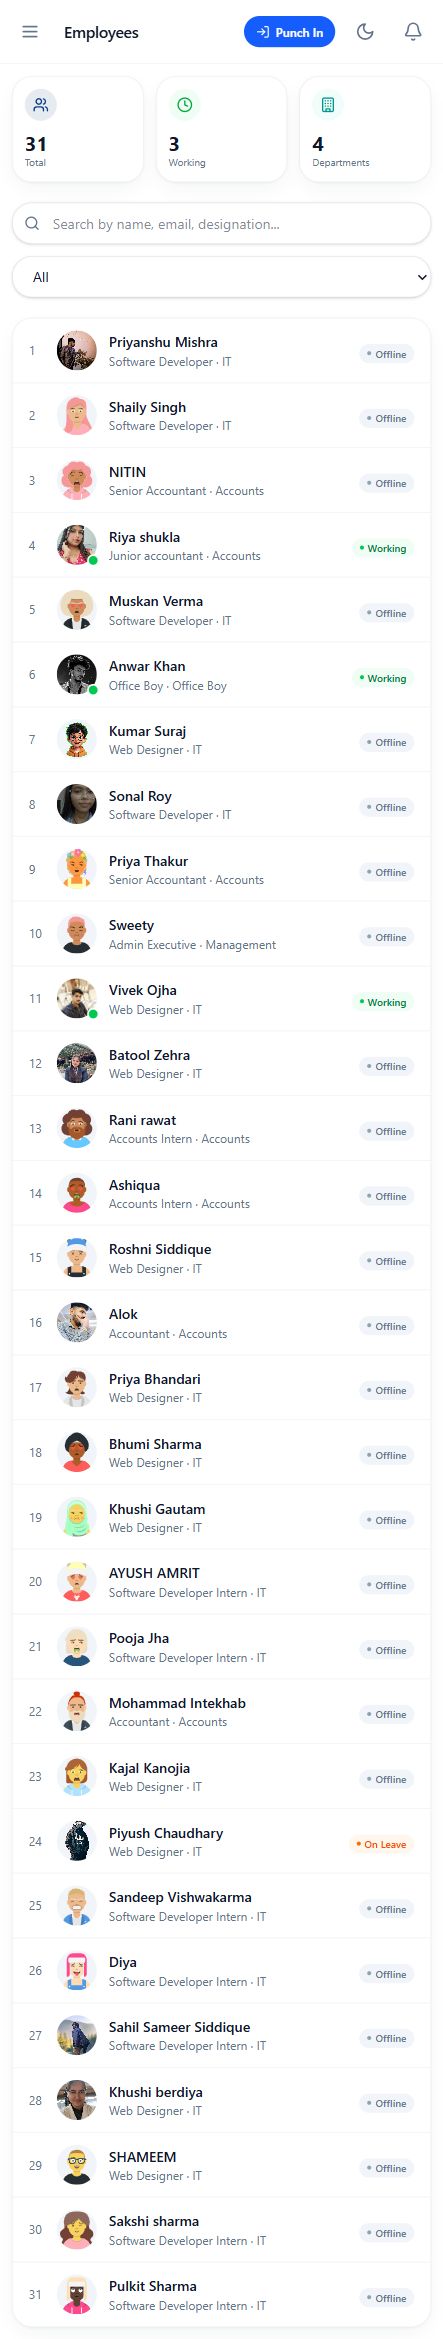 Employees
Punch In
31
Total
3
Working
4
Departments
Search by name, email, designation...
All
1
Priyanshu Mishra
Software Developer · IT
Offline
2
Shaily Singh
Software Developer · IT
Offline
3
NITIN
Senior Accountant · Accounts
Offline
4
Riya shukla
Junior accountant · Accounts
Working
5
Muskan Verma
Software Developer · IT
Offline
6
Anwar Khan
Office Boy · Office Boy
Working
7
Kumar Suraj
Web Designer · IT
Offline
8
Sonal Roy
Software Developer · IT
Offline
9
Priya Thakur
Senior Accountant · Accounts
Offline
10
Sweety
Admin Executive · Management
Offline
11
Vivek Ojha
Web Designer · IT
Working
12
Batool Zehra
Web Designer · IT
Offline
13
Rani rawat
Accounts Intern · Accounts
Offline
14
Ashiqua
Accounts Intern · Accounts
Offline
15
Roshni Siddique
Web Designer · IT
Offline
16
Alok
Accountant · Accounts
Offline
17
Priya Bhandari
Web Designer · IT
Offline
18
Bhumi Sharma
Web Designer · IT
Offline
19
Khushi Gautam
Web Designer · IT
Offline
20
AYUSH AMRIT
Software Developer Intern · IT
Offline
21
Pooja Jha
Software Developer Intern · IT
Offline
22
Mohammad Intekhab
Accountant · Accounts
Offline
23
Kajal Kanojia
Web Designer · IT
Offline
24
Piyush Chaudhary
Web Designer · IT
On Leave
25
Sandeep Vishwakarma
Software Developer Intern · IT
Offline
26
Diya
Software Developer Intern · IT
Offline
27
Sahil Sameer Siddique
Software Developer Intern · IT
Offline
28
Khushi berdiya
Web Designer · IT
Offline
29
SHAMEEM
Web Designer · IT
Offline
30
Sakshi sharma
Software Developer Intern · IT
Offline
31
Pulkit Sharma
Software Developer Intern · IT
Offline